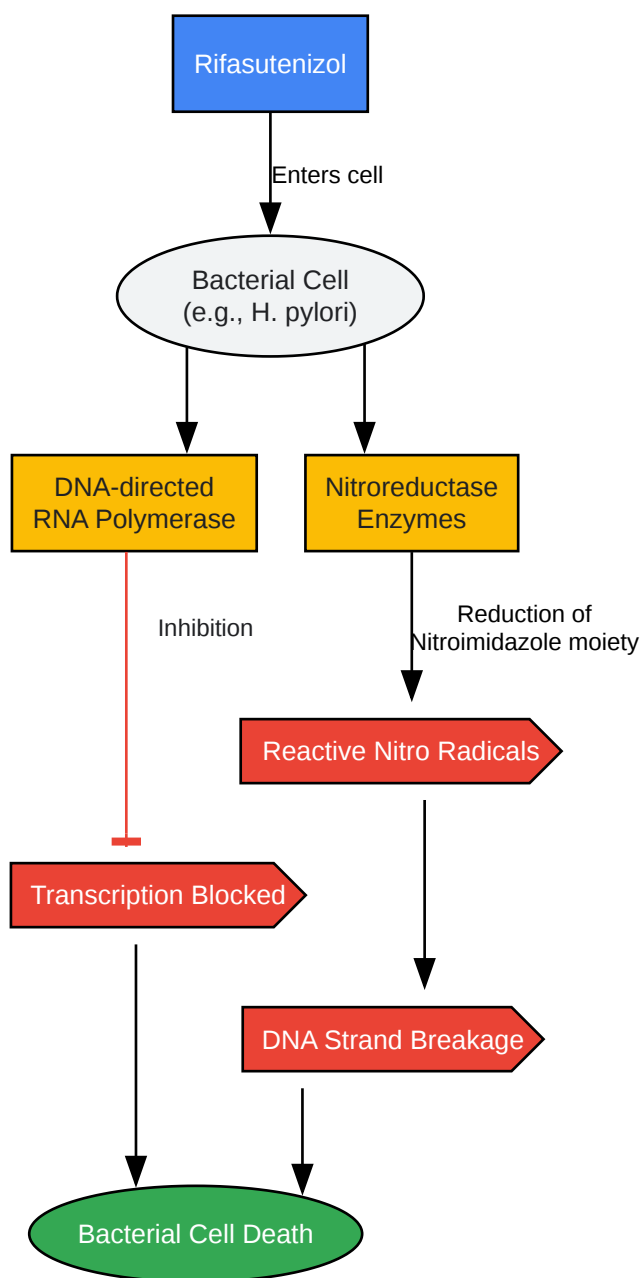 Rifasutenizol
Enters cell
Bacterial Cell
(e.g., H. pylori)
DNA-directed
RNA Polymerase
Nitroreductase
Enzymes
Inhibition
Reduction of
Nitroimidazole moiety
Reactive Nitro Radicals
Transcription Blocked
DNA Strand Breakage
Bacterial Cell Death